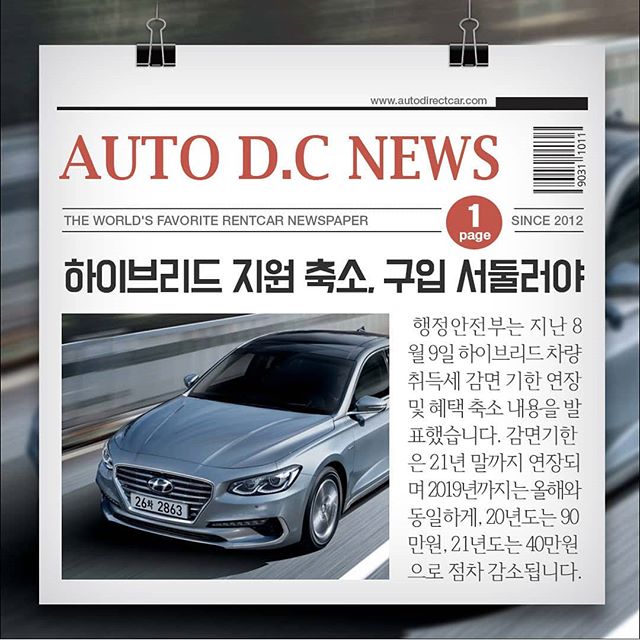 www.autodirectcar.com
AUTO D.C NEWS
9031 11011
THE WORLD'S FAVORITE RENTCAR NEWSPAPER
1
page
SINCE 2012
하이브리드 지원 축소, 구입 서둘러야
행정안전부는 지난 8
월 9일 하이브리드 차량
취득세 감면 기한 연장
및 혜택 축소 내용을 발
표했습니다. 감면기한
은 21년 말까지 연장되
며 2019년까지는 올해와
동일하게, 20년도는 90
만원, 21년도는 40만원
으로 점차 감소됩니다.
26차 2863